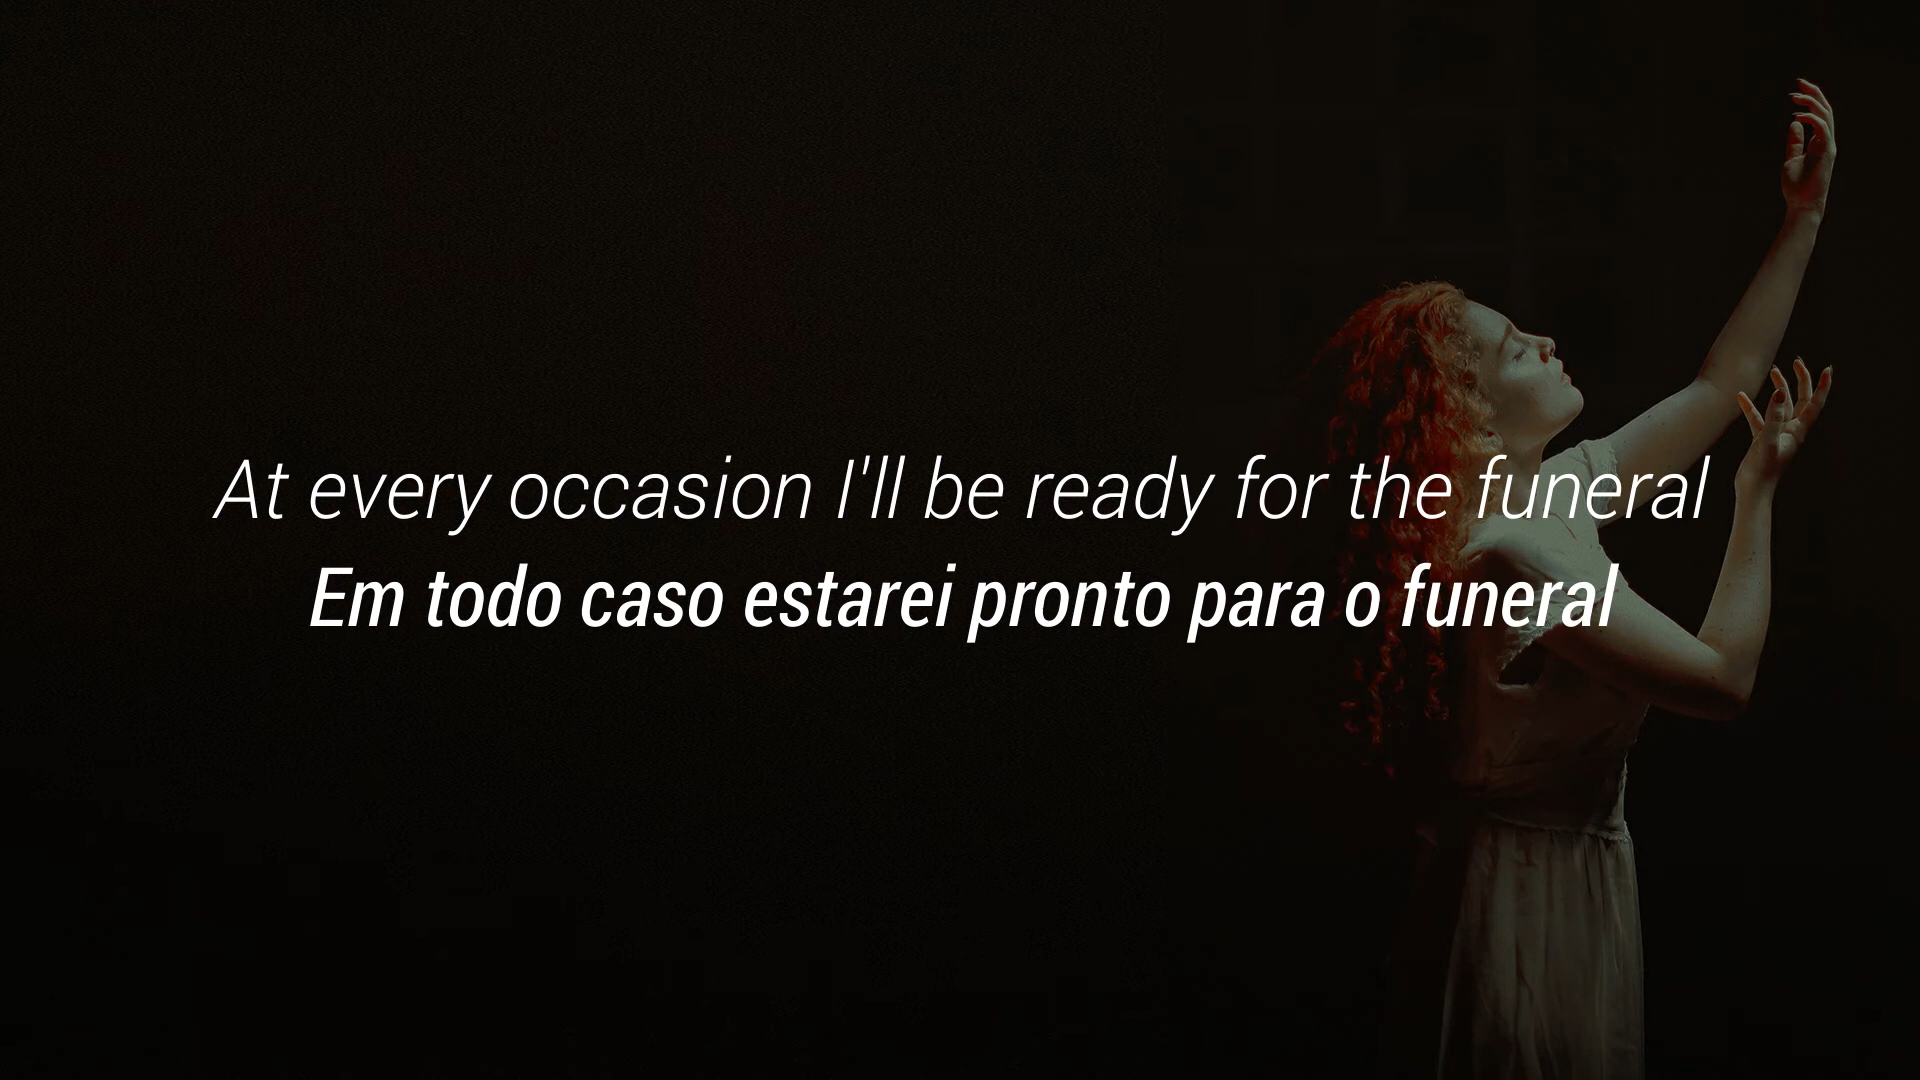 At every occasion I'll be ready for the funeral
Em todo caso estarei pronto para o funeral